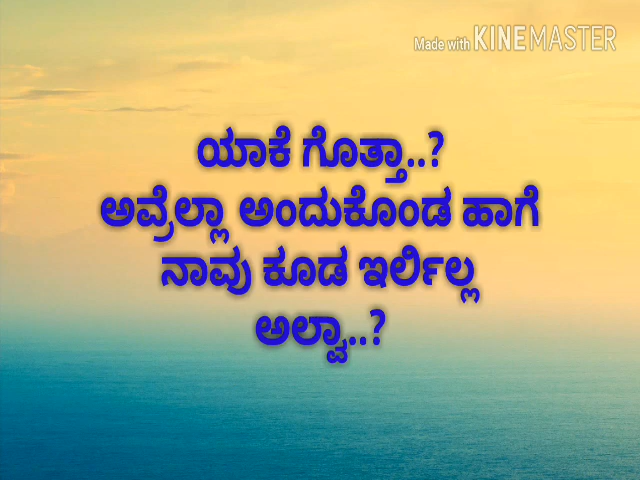 Made with KINEMASTER
ಯಾಕೆ ಗೊತ್ತಾ..?
ಅವ್ರೆಲ್ಲಾ ಅಂದುಕೊಂಡ ಹಾಗೆ
ನಾವು ಕೂಡ ಇರ್ಲಿಲ್ಲ
ಅಲ್ವಾ..?